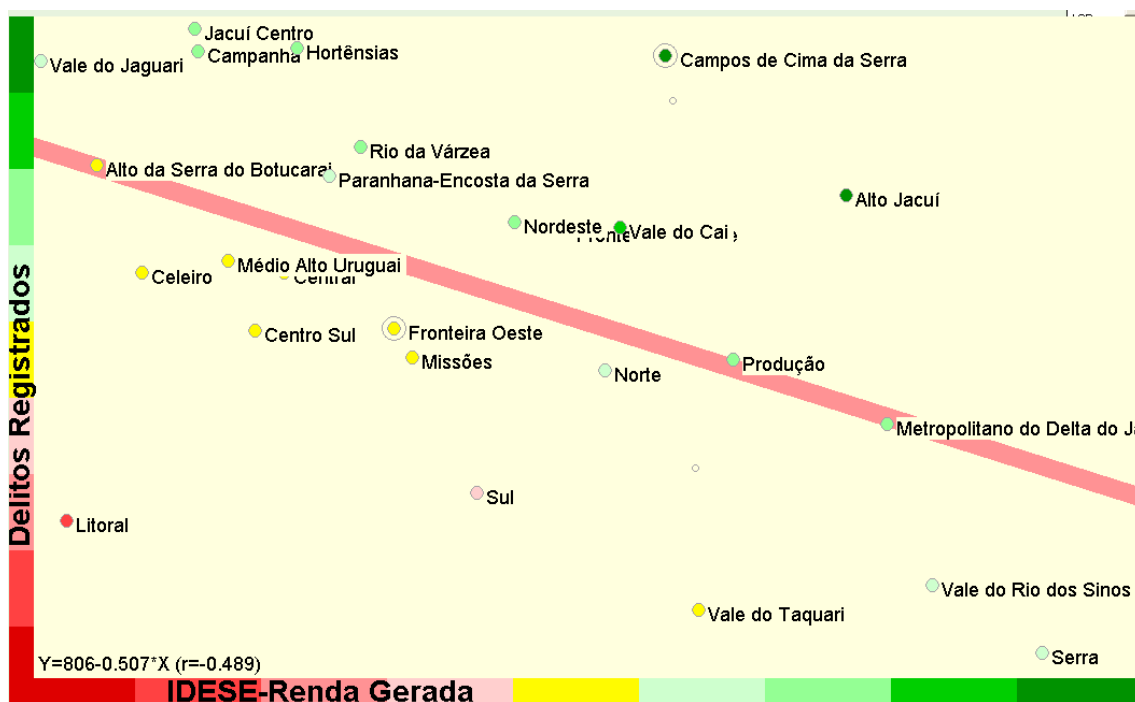 Jacuí Centro
Campanha
Hortênsias
Vale do Jaguari
Campos de Cima da Serra
Rio da Várzea
Alto da Serra do Botucarai
Paranhana-Encosta da Serra
Alto Jacuí
Nordeste
Vale do Cai
Médio Alto Uruguai
Celeiro
Central
Centro Sul
Fronteira Oeste
Missões
Norte
Produção
Metropolitano do Delta do
Sul
Litoral
Vale do Rio dos Sinos
Vale do Taquari
Serra
Delitos Registrados
Y=806-0.507*X (r=-0.489)
IDESE-Renda Gerada